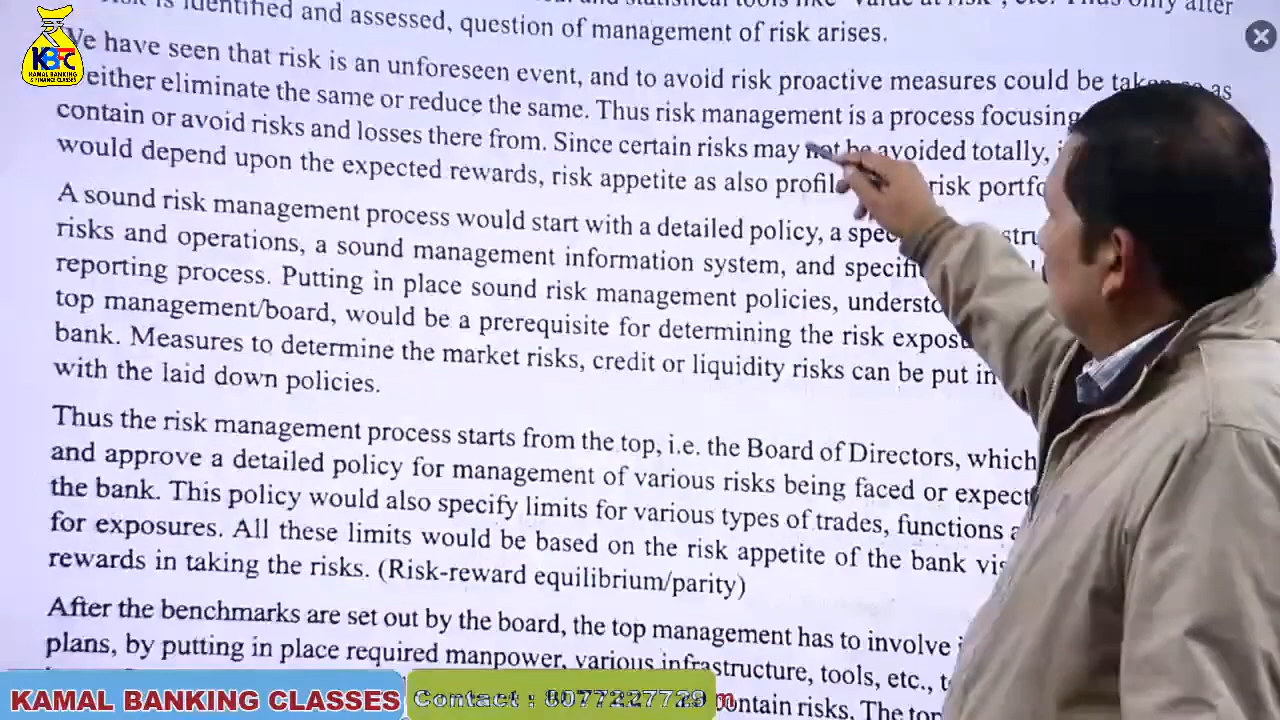 is identified and assessed, question of management of risk arises.
We have seen that risk is an unforeseen event, and to avoid risk proactive measures could be taken so as
either eliminate the same or reduce the same. Thus risk management is a process focusing
contain or avoid risks and losses there from. Since certain risks may not be avoided totally,
would depend upon the expected rewards, risk appetite as also profile risk
A sound risk management process would start with a detailed policy, a
risks and operations, a sound management information system, and
reporting process. Putting in place sound risk management policies,
top management/board, would be a prerequisite for determining the risk
bank. Measures to determine the market risks, credit or liquidity risks can be put in
with the laid down policies.
Thus the risk management process starts from the top, i.e. the Board of Directors, which
and approve a detailed policy for management of various risks being faced or
the bank. This policy would also specify limits for various types of trades, functions
for exposures. All these limits would be based on the risk appetite of the bank
rewards in taking the risks. (Risk-reward equilibrium/parity)
After the benchmarks are set out by the board, the top management has to involve
plans, by putting in place required manpower, various infrastructure, tools, etc.,
contain risks. The top
KBFC
KAMAL BANKING
& FINANCE CLASSES
KAMAL BANKING CLASSES
Contact : 8077227729